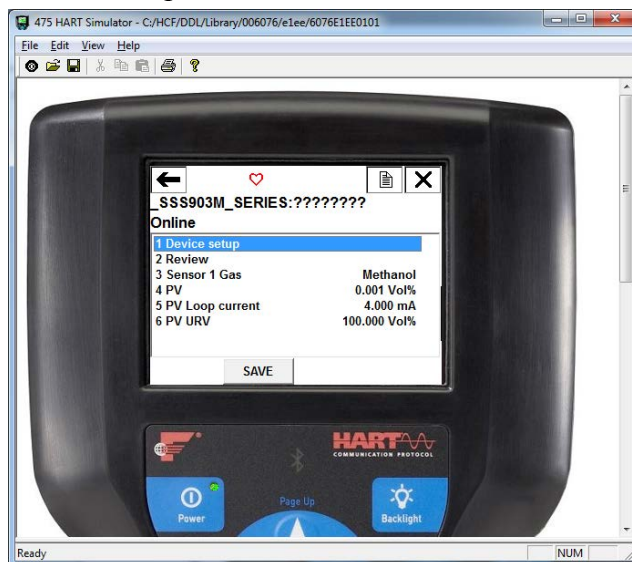 475 HART Simulator - C:/HCF/DDL/Library/006076/e1ee/6076E1EE0101
File Edit View Help
_SSS903M_SERIES:????????
Online
1 Device setup
2 Review
3 Sensor 1 Gas Methanol
4 PV 0.001 Vol%
5 PV Loop current 4.000 mA
6 PV URV 100.000 Vol%
SAVE
HART
COMMUNICATION PROTOCOL
Power
Page Up
Backlight
Ready
NUM